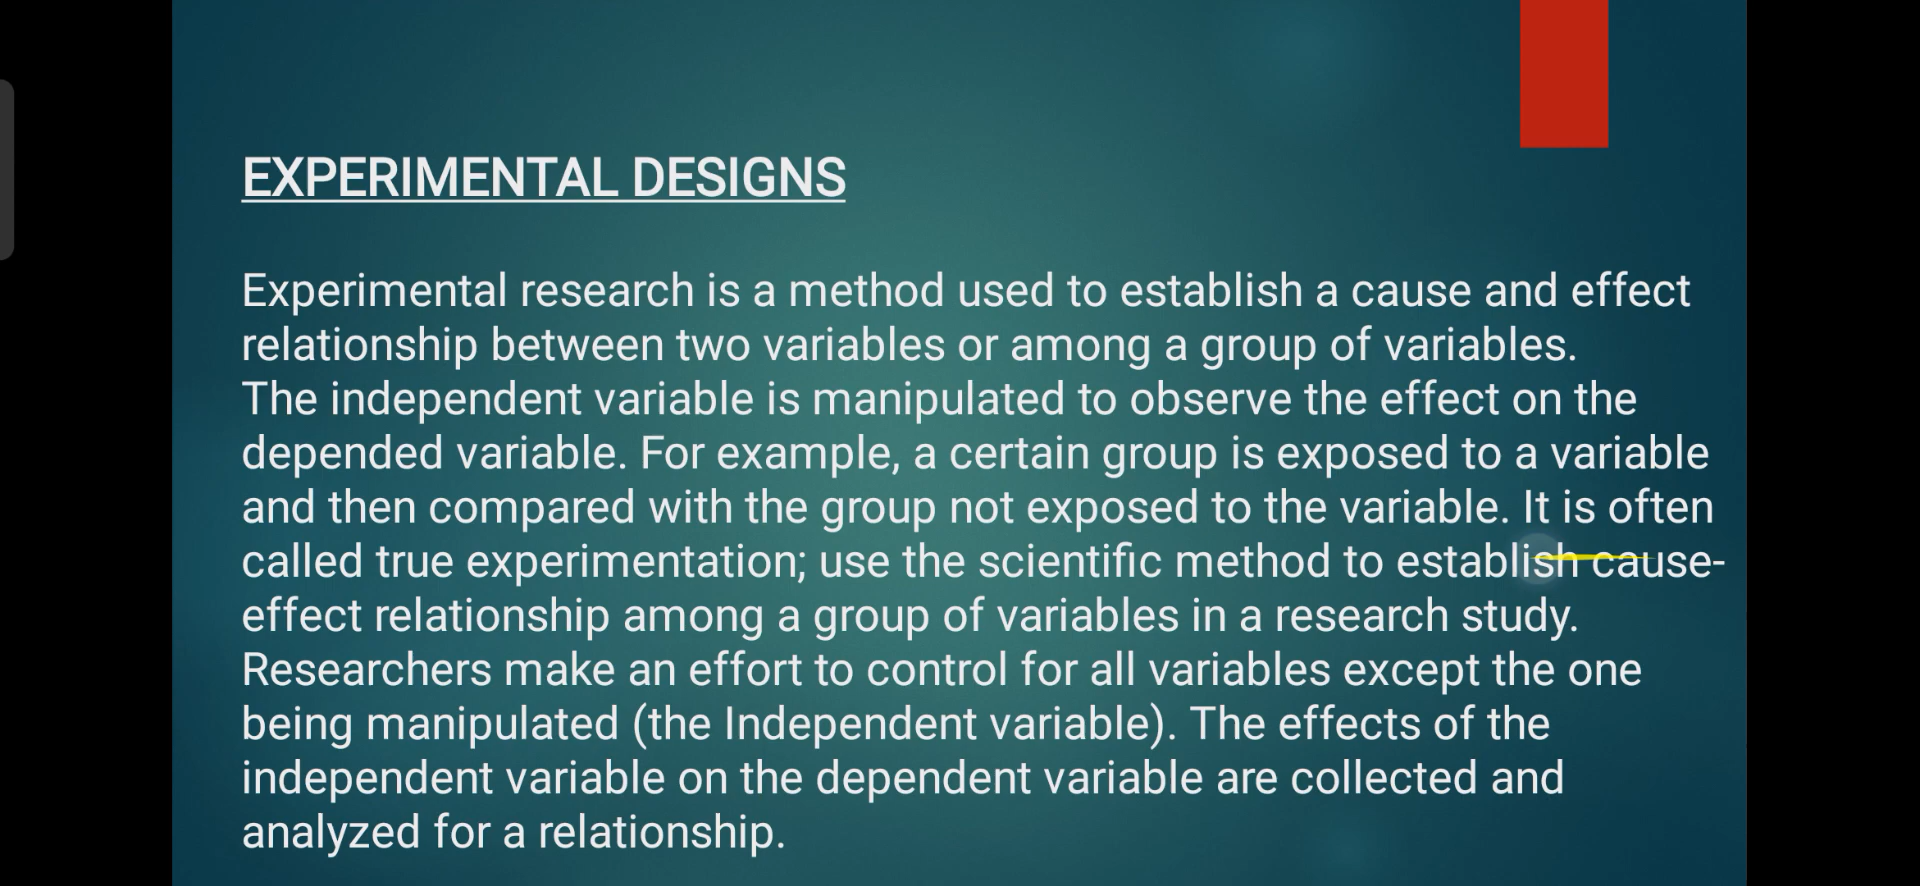 EXPERIMENTAL DESIGNS
Experimental research is a method used to establish a cause and effect
relationship between two variables or among a group of variables.
The independent variable is manipulated to observe the effect on the
depended variable. For example, a certain group is exposed to a variable
and then compared with the group not exposed to the variable. It is often
called true experimentation; use the scientific method to establish cause-
effect relationship among a group of variables in a research study.
Researchers make an effort to control for all variables except the one
being manipulated (the Independent variable). The effects of the
independent variable on the dependent variable are collected and
analyzed for a relationship.